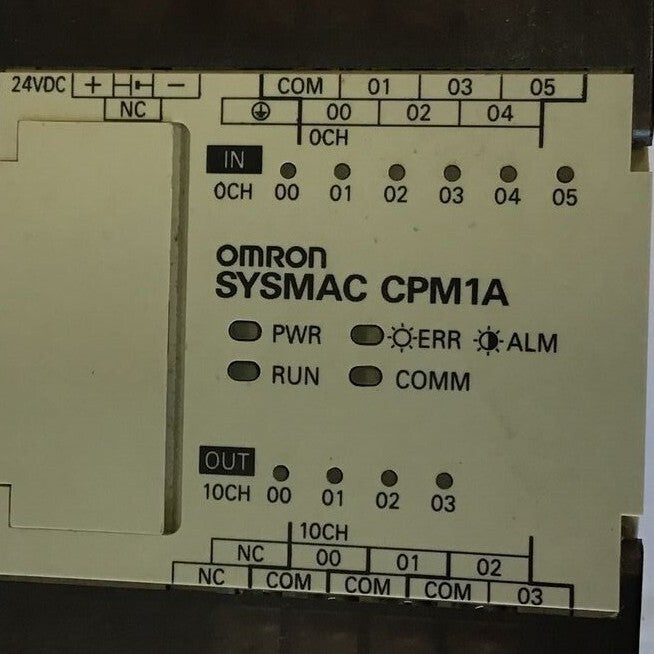 24VDC + - COM 01 03 05
NC 00 02 04
0CH
IN
0CH 00 01 02 03 04 05
OMRON
SYSMAC CPM1A
PWR ERR ALM
RUN COMM
OUT
10CH 00 01 02 03
10CH
NC 00 01 02
NC COM COM COM 03